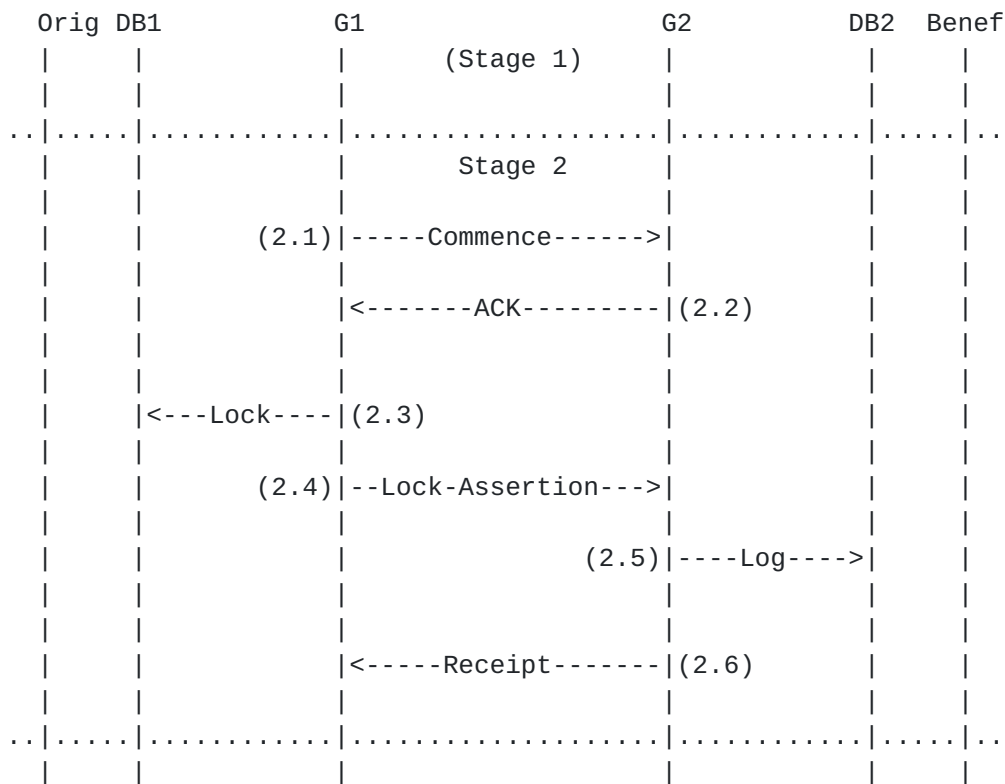 Orig DB1 G1 G2 DB2 Benef
(Stage 1)
Stage 2
(2.1) Commence
ACK (2.2)
Lock (2.3)
(2.4) Lock-Assertion
(2.5) Log
Receipt (2.6)